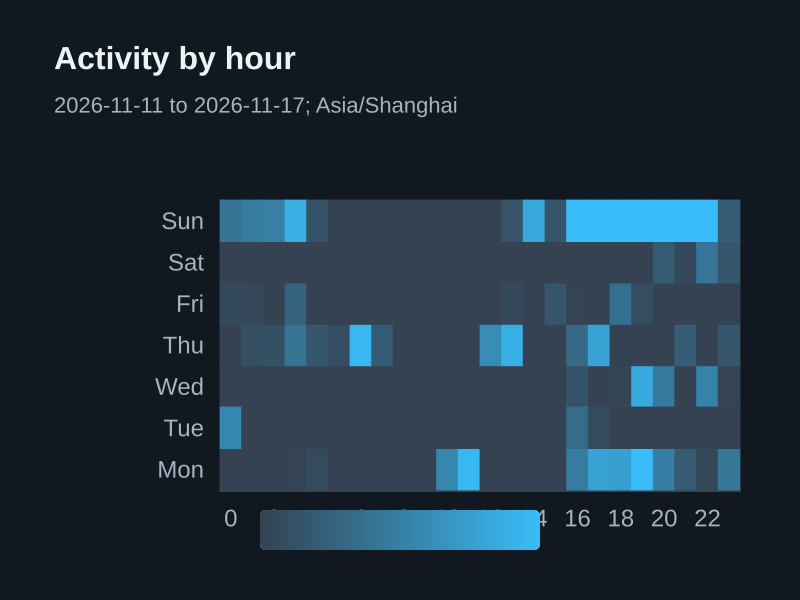 Activity by hour
2026-11-11 to 2026-11-17; Asia/Shanghai
Sun
Sat
Fri
Thu
Wed
Tue
Mon
0 16 18 20 22